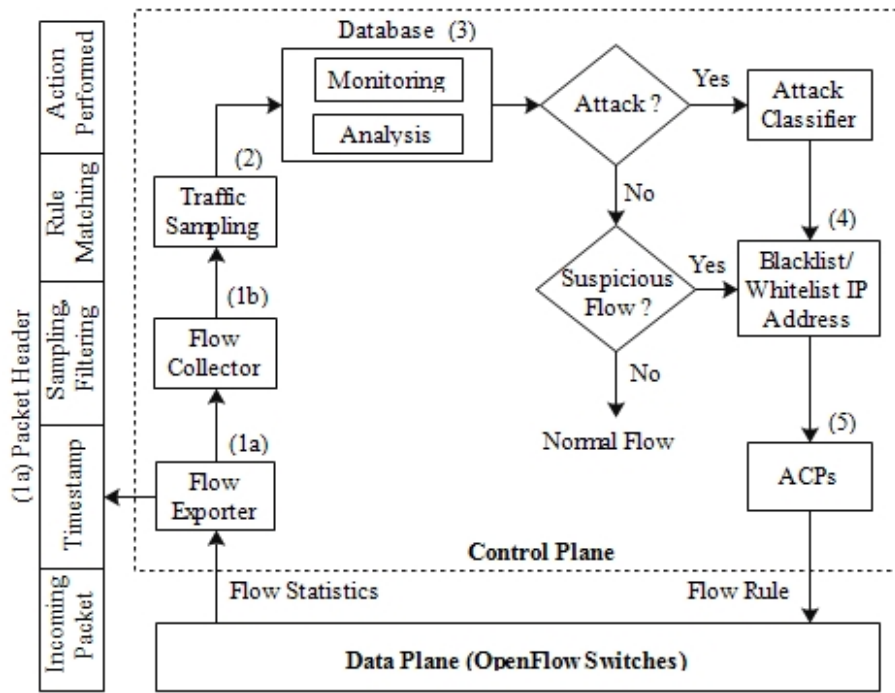 (1a) Packet Header
Action
Performed
Rule
Matching
Sampling,
Filtering
Timestamp
Incoming
Packet
Database (3)
Monitoring
Analysis
Attack ?
Yes
Attack
Classifier
(2)
Traffic
Sampling
No
(4)
Suspicious
Flow ?
Yes
Blacklist/
Whitelist IP
Address
(1b)
Flow
Collector
No
Normal Flow
(1a)
Flow
Exporter
(5)
ACPs
Control Plane
Flow Statistics
Flow Rule
Data Plane (OpenFlow Switches)